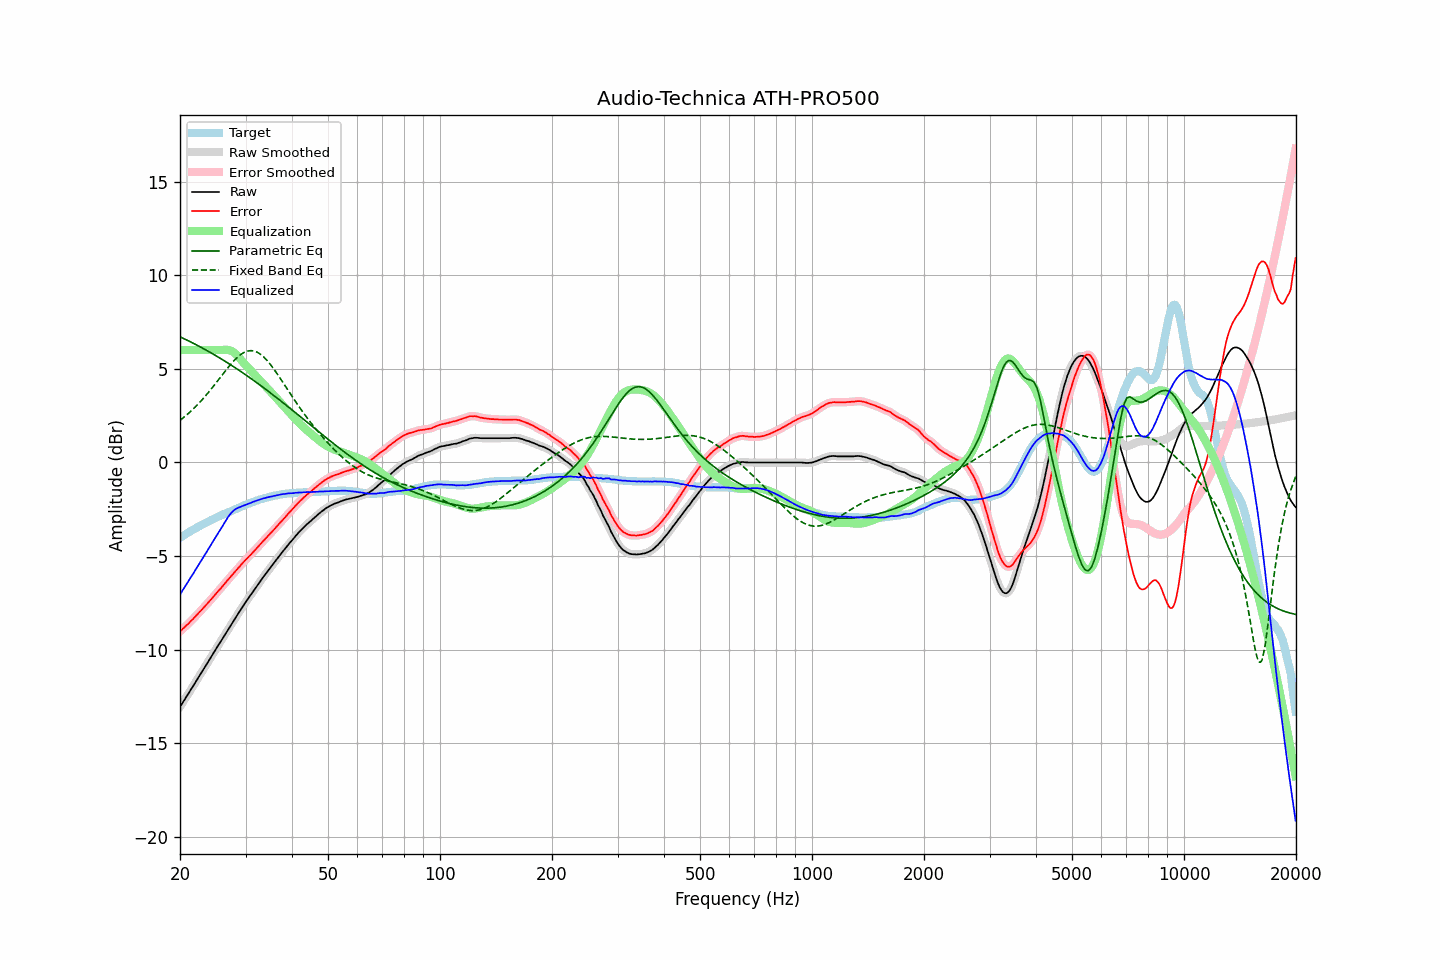 Audio-Technica ATH-PRO500
Target
Raw Smoothed
Error Smoothed
Raw
Error
Equalization
Parametric Eq
Fixed Band Eq
Equalized
Amplitude (dBr)
15
10
5
0
−5
−10
−15
−20
20
50
100
200
500
1000
2000
5000
10000
20000
Frequency (Hz)